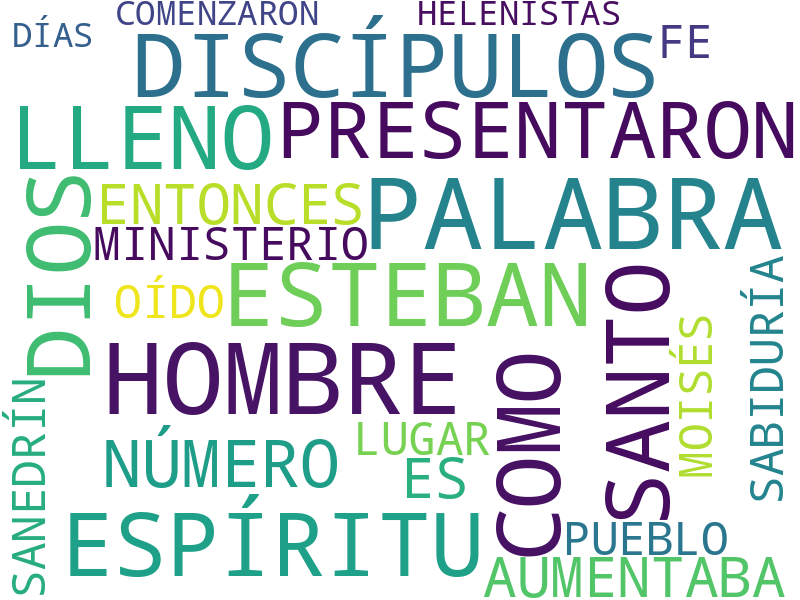 COMENZARON
HELENISTAS
DÍAS
DISCÍPULOS
FE
LLENO
PRESENTARON
DIOS
ENTONCES
PALABRA
MINISTERIO
OÍDO
ESTEBAN
SANTO
SABIDURÍA
MOISÉS
HOMBRE
COMO
SANEDRÍN
NÚMERO
LUGAR
ES
ESPÍRITU
PUEBLO
AUMENTABA